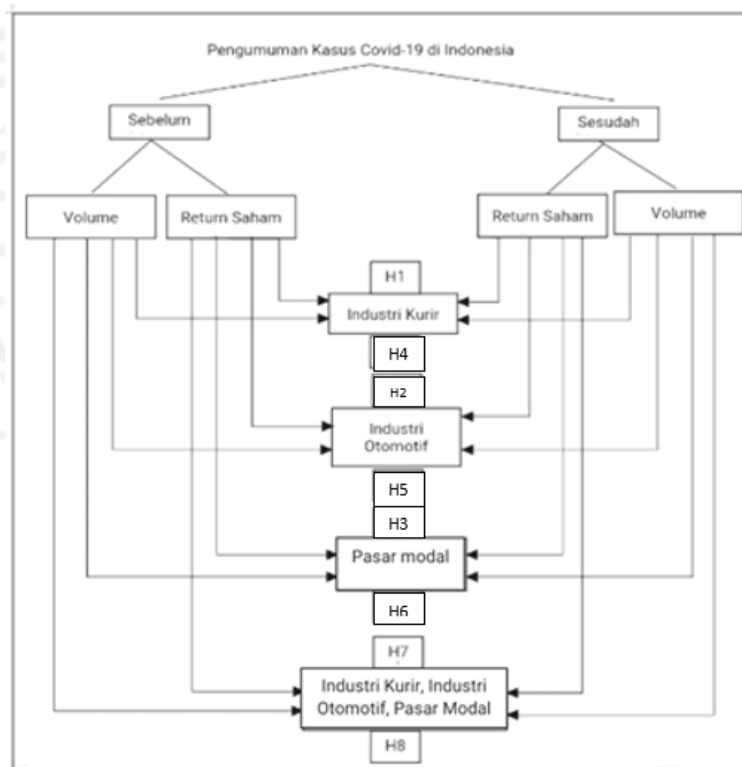 Pengumuman Kasus Covid-19 di Indonesia
Sebelum
Sesudah
Volume
Return Saham
Return Saham
Volume
H1
Industri Kurir
H4
H2
Industri
Otomotif
H5
H3
Pasar modal
H6
H7
Industri Kurir, Industri
Otomotif, Pasar Modal
H8